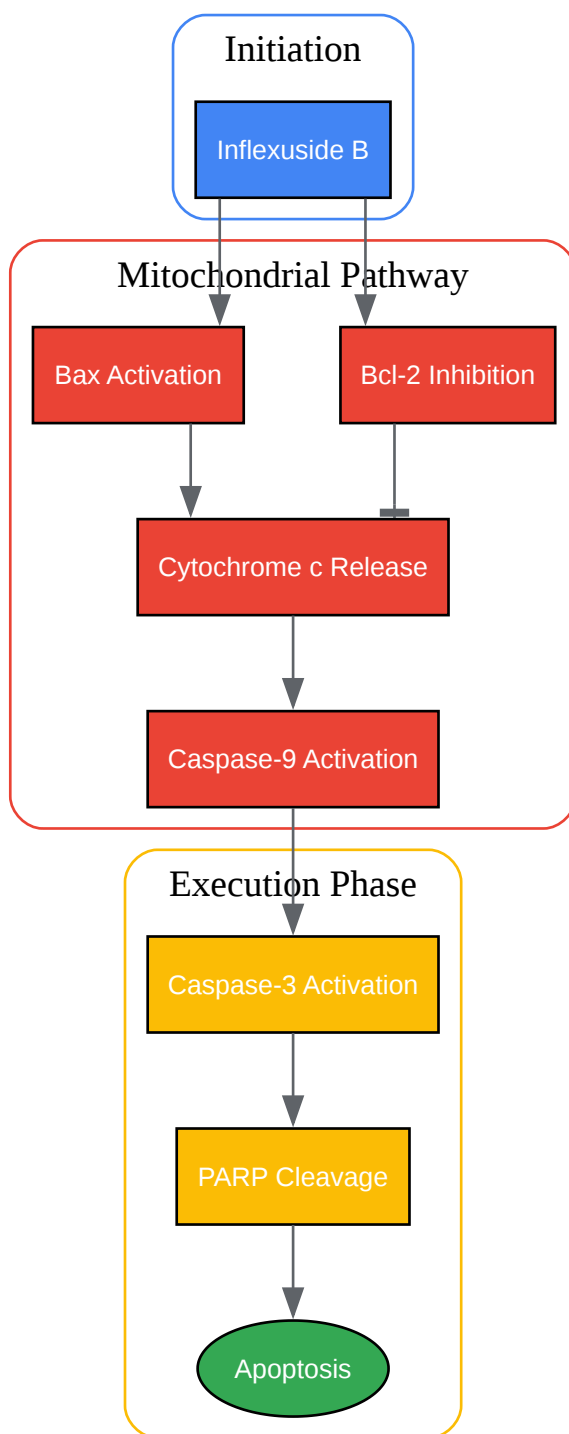 Initiation
Inflexuside B
Mitochondrial Pathway
Bax Activation
Bcl-2 Inhibition
Cytochrome c Release
Caspase-9 Activation
Execution Phase
Caspase-3 Activation
PARP Cleavage
Apoptosis